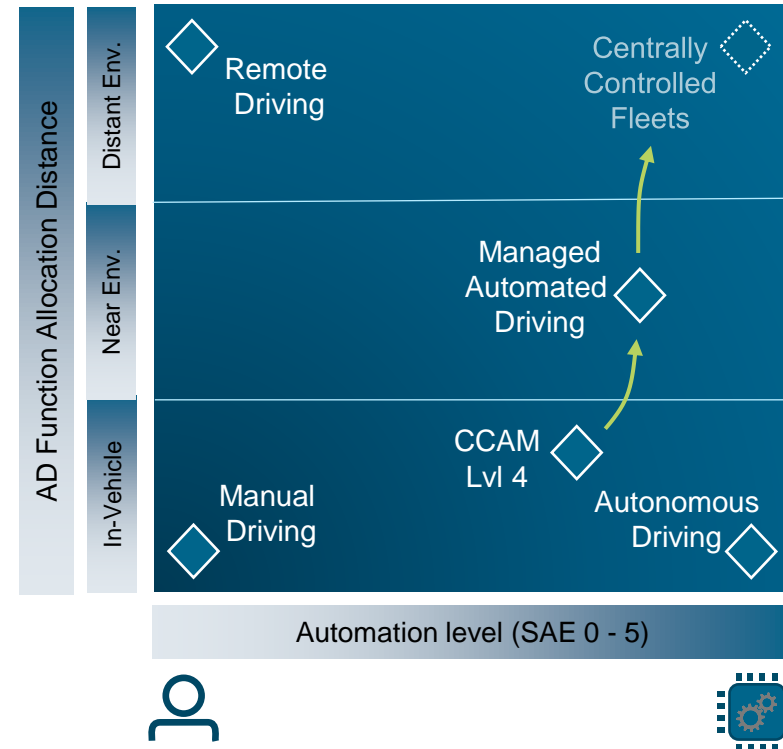 AD Function Allocation Distance
Distant Env.
Near Env.
In-Vehicle
Remote
Driving
Centrally
Controlled
Fleets
Managed
Automated
Driving
CCAM
Lvl 4
Manual
Driving
Autonomous
Driving
Automation level (SAE 0 - 5)